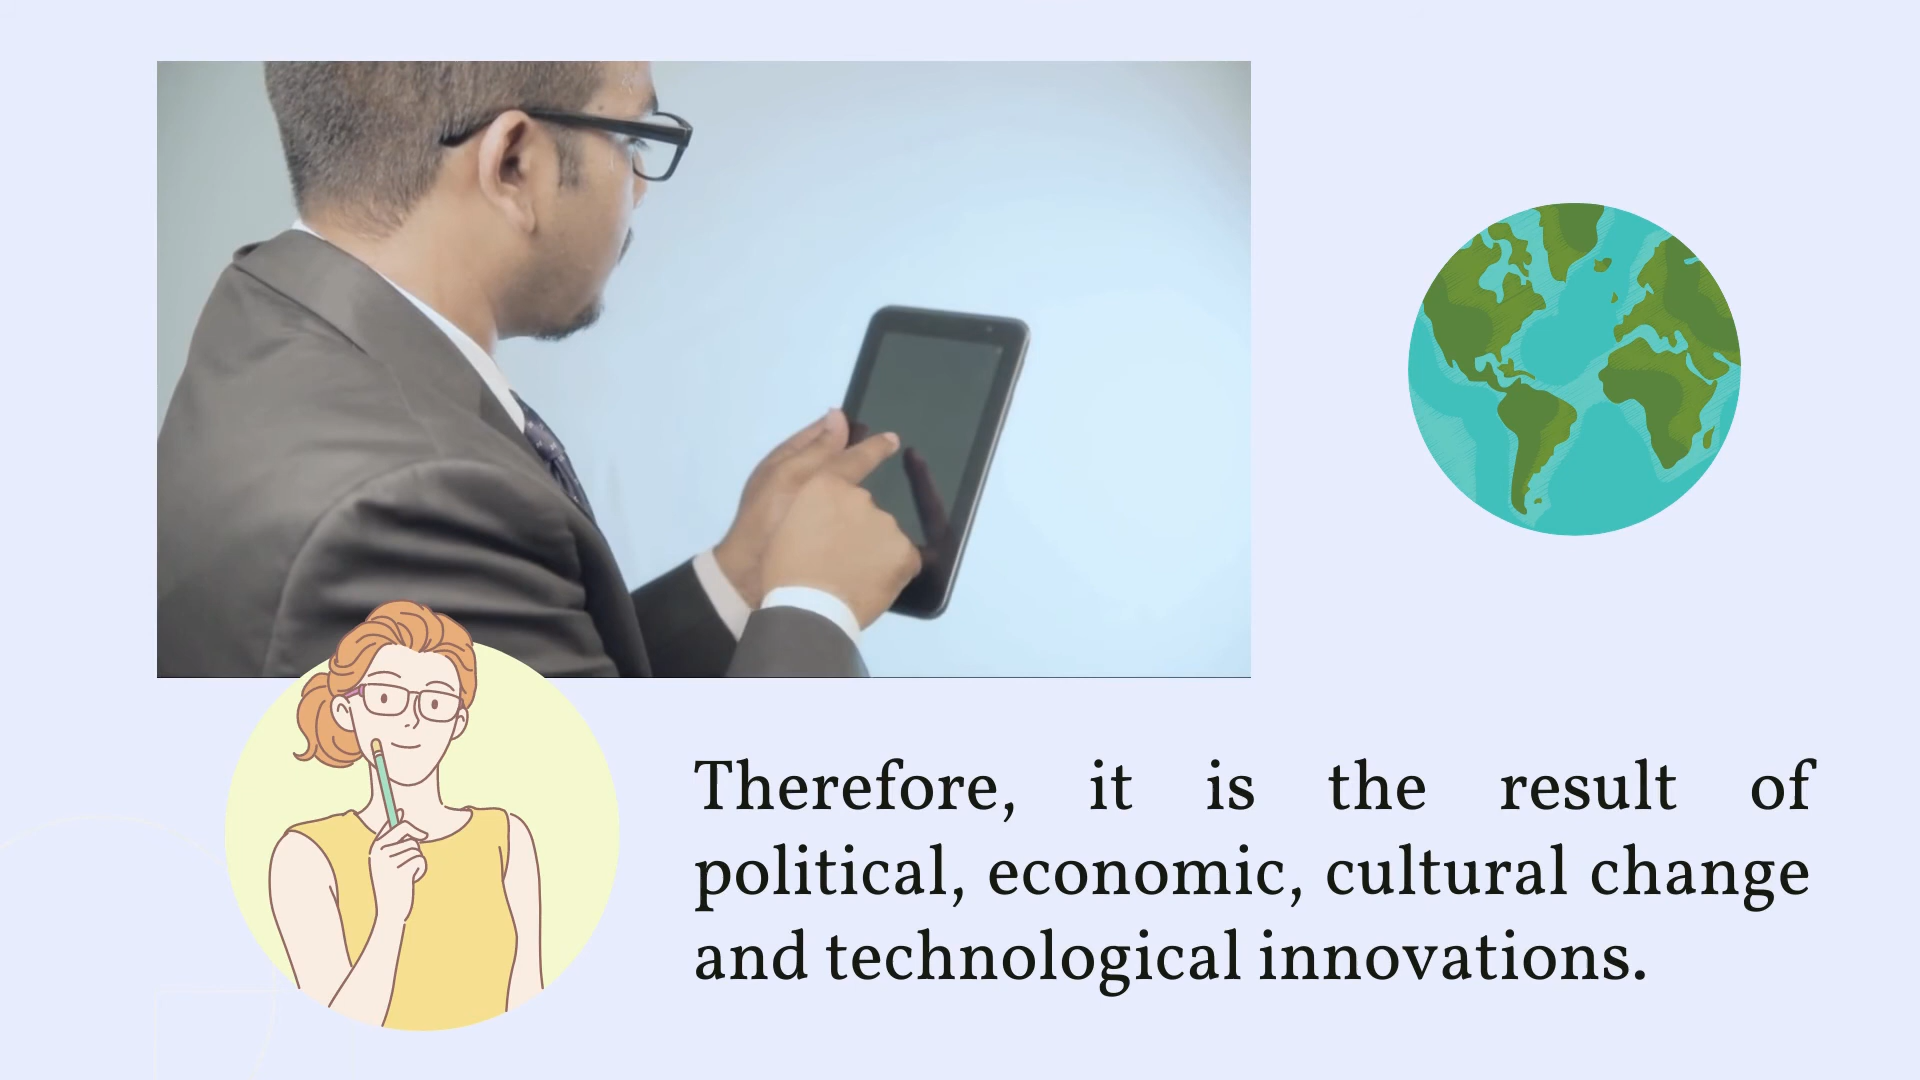 Therefore, it is the result of
political, economic, cultural change
and technological innovations.